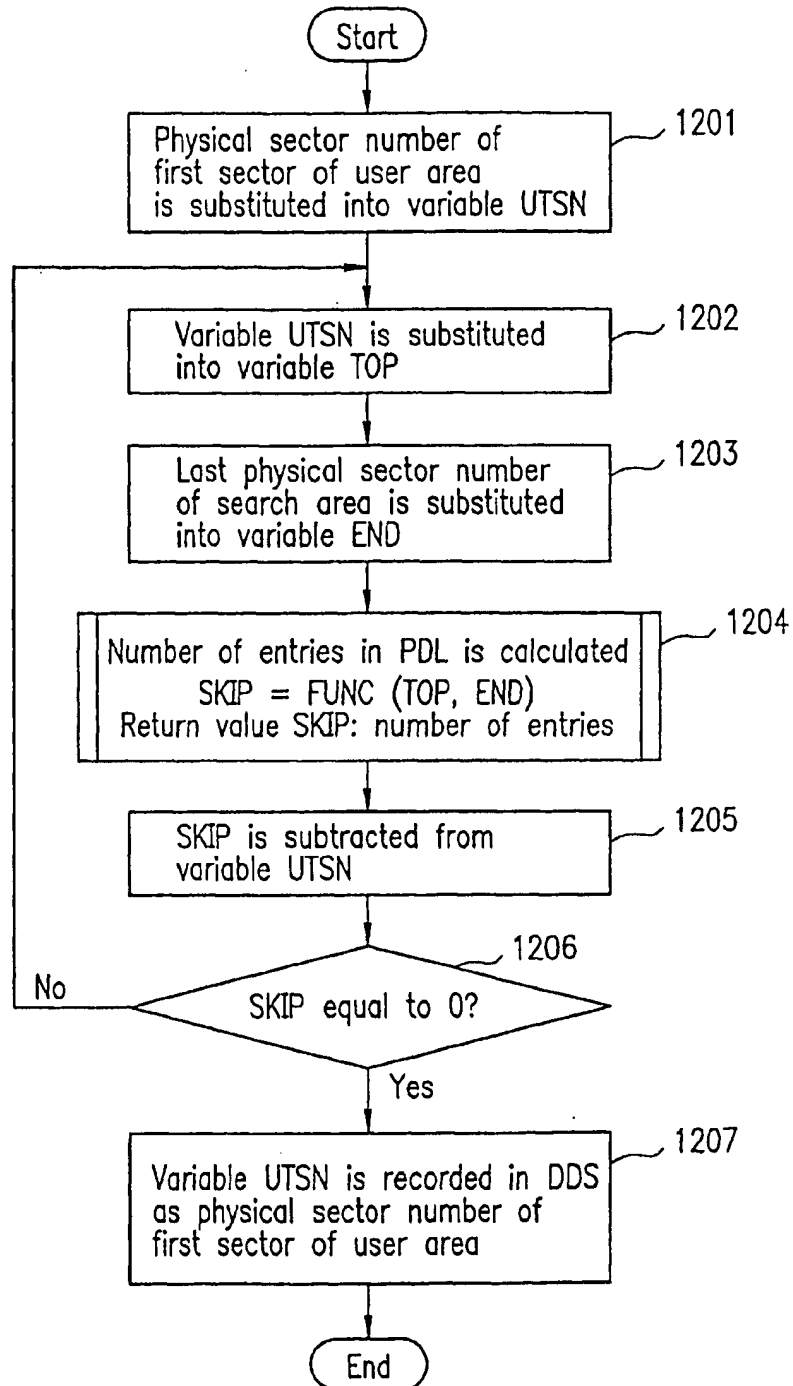 Start
1201
Physical sector number of
first sector of user area
is substituted into variable UTSN
1202
Variable UTSN is substituted
into variable TOP
1203
Last physical sector number
of search area is substituted
into variable END
1204
Number of entries in PDL is calculated
SKIP = FUNC (TOP, END)
Return value SKIP: number of entries
1205
SKIP is subtracted from
variable UTSN
1206
No
SKIP equal to 0?
Yes
1207
Variable UTSN is recorded in DDS
as physical sector number of
first sector of user area
End